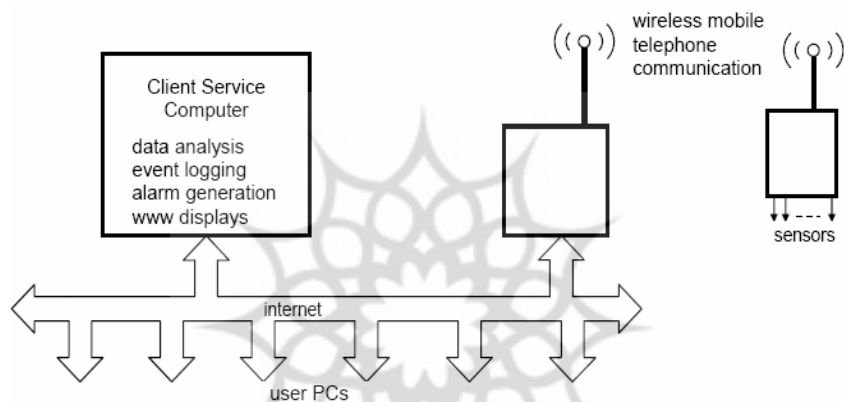 Client Service
Computer
data analysis
event logging
alarm generation
www displays
wireless mobile
telephone
communication
sensors
internet
user PCs